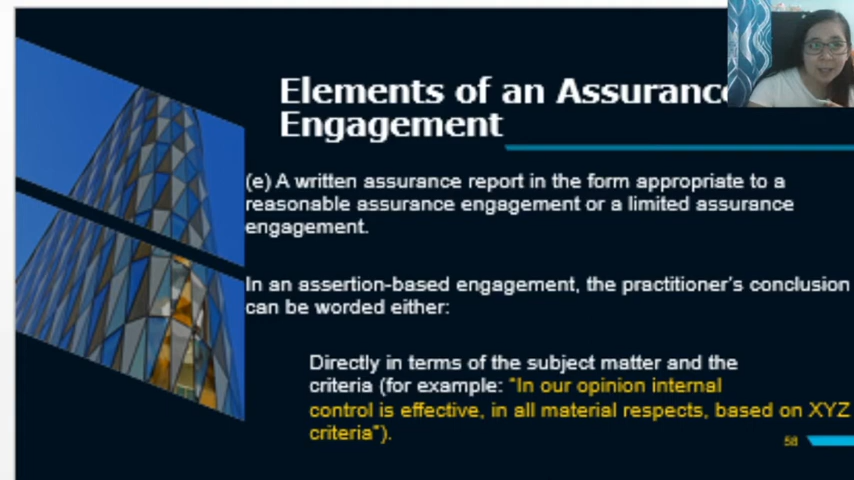 Elements of an Assuranc
Engagement
(e) A written assurance report in the form appropriate to a
reasonable assurance engagement or a limited assurance
engagement.
In an assertion-based engagement, the practitioner's conclusion
can be worded either:
Directly in terms of the subject matter and the
criteria (for example: "In our opinion internal
control is effective, in all material respects, based on XYZ
criteria").
58